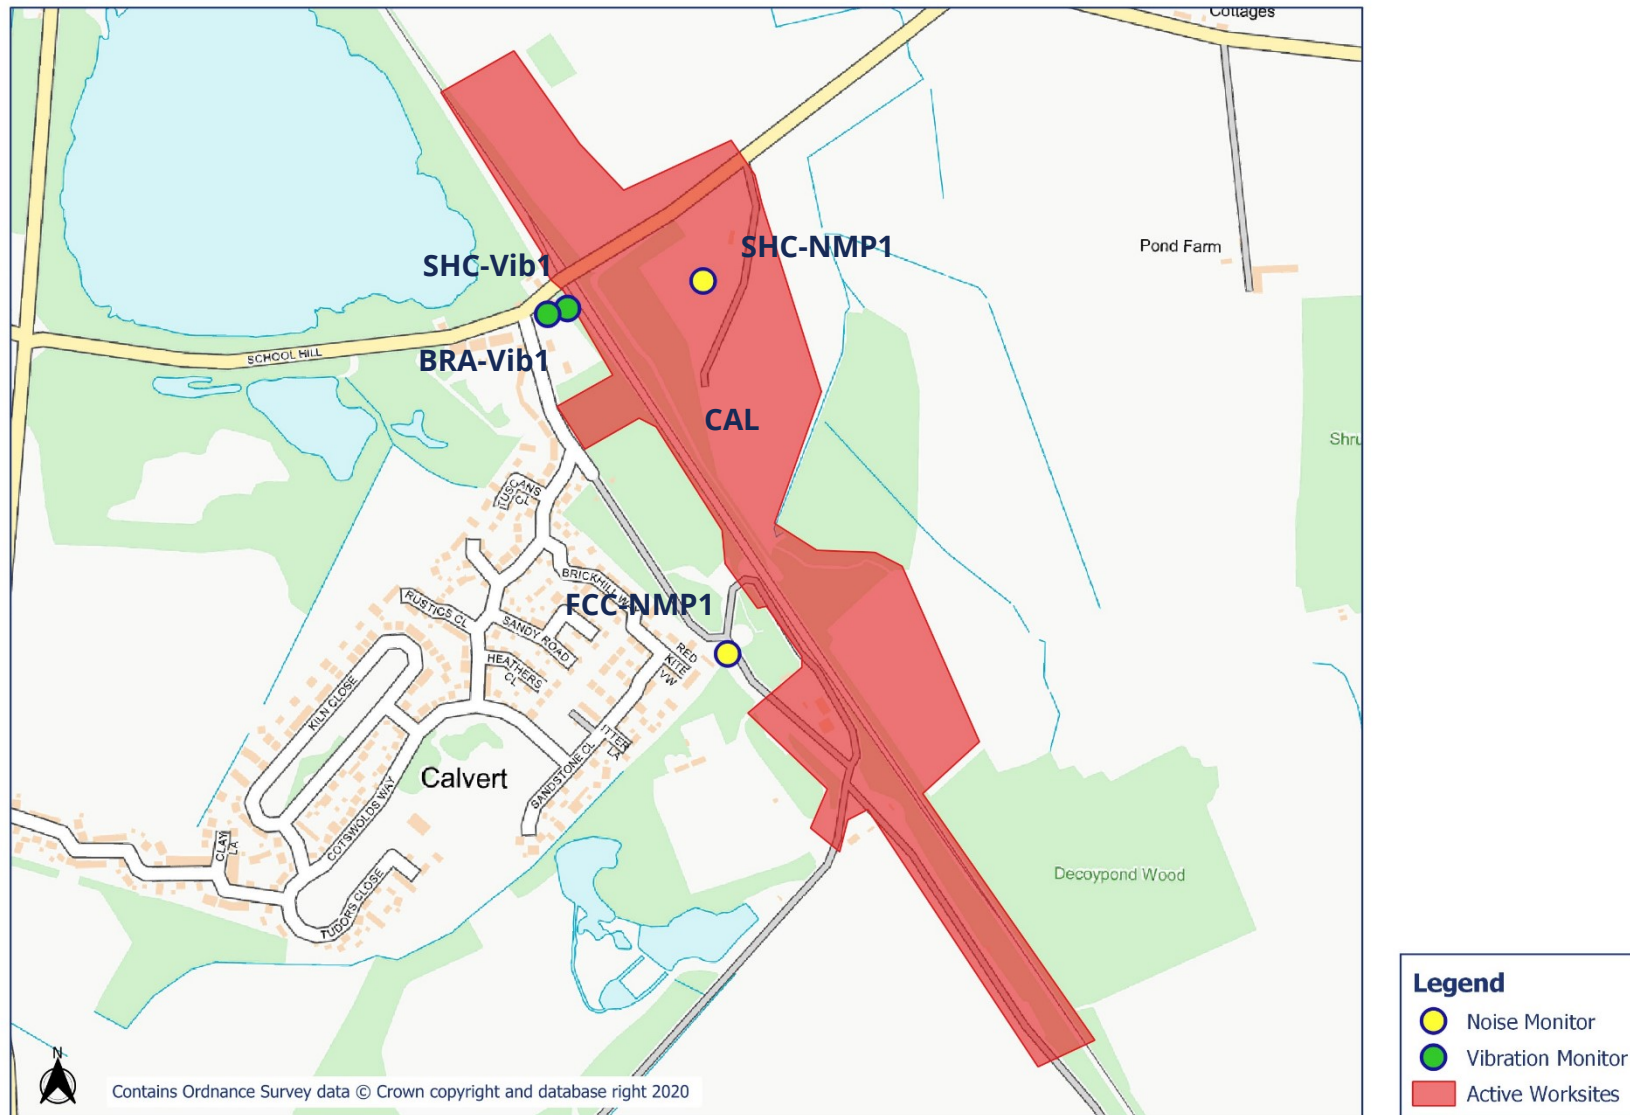 Cottages
SHC-NMP1
Pond Farm
SHC-Vib1
SCHOOL HILL
BRA-Vib1
CAL
TUSCANS
CL
BRICKHILL W
FCC-NMP1
RUSTICS CL
SANDY ROAD
RED
KITE
VW
HEATHERS
CL
KILN CLOSE
ITTER
LA
Calvert
SANDSTONE CL
COTSWOLDS WAY
CLAY
LA
TUDORS CLOSE
Decoypond Wood
Shru
N
Contains Ordnance Survey data © Crown copyright and database right 2020
Legend
Noise Monitor
Vibration Monitor
Active Worksites